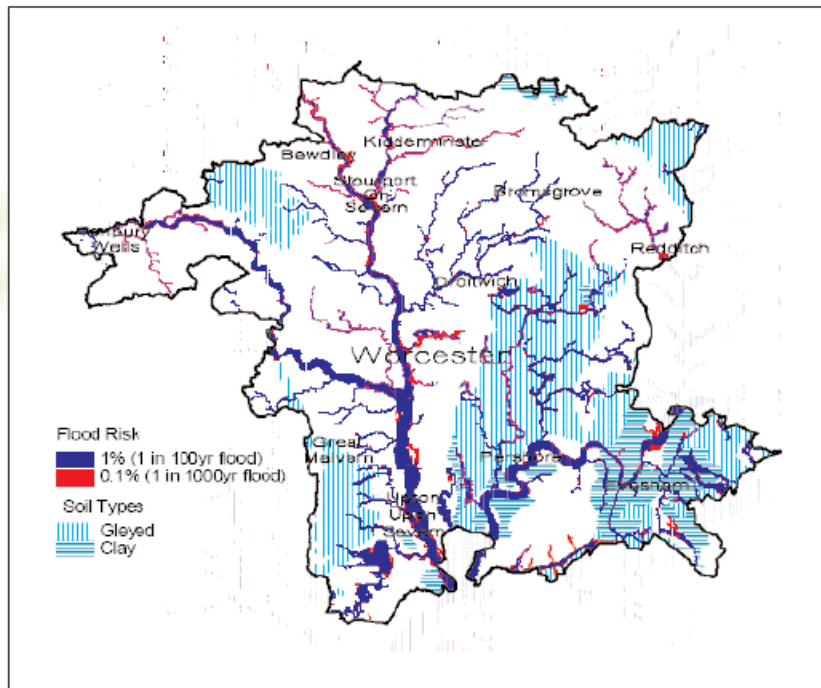 Kidderminster
Bewdley
Stourport
On
Severn
Bromsgrove
Wells
Redditch
Droitwich
Worcester
Flood Risk
1% (1 in 100yr flood)
0.1% (1 in 1000yr flood)
Great
Malvern
Pershore
Evesham
Soil Types
Upton
Upon
Severn
Gleyed
Clay